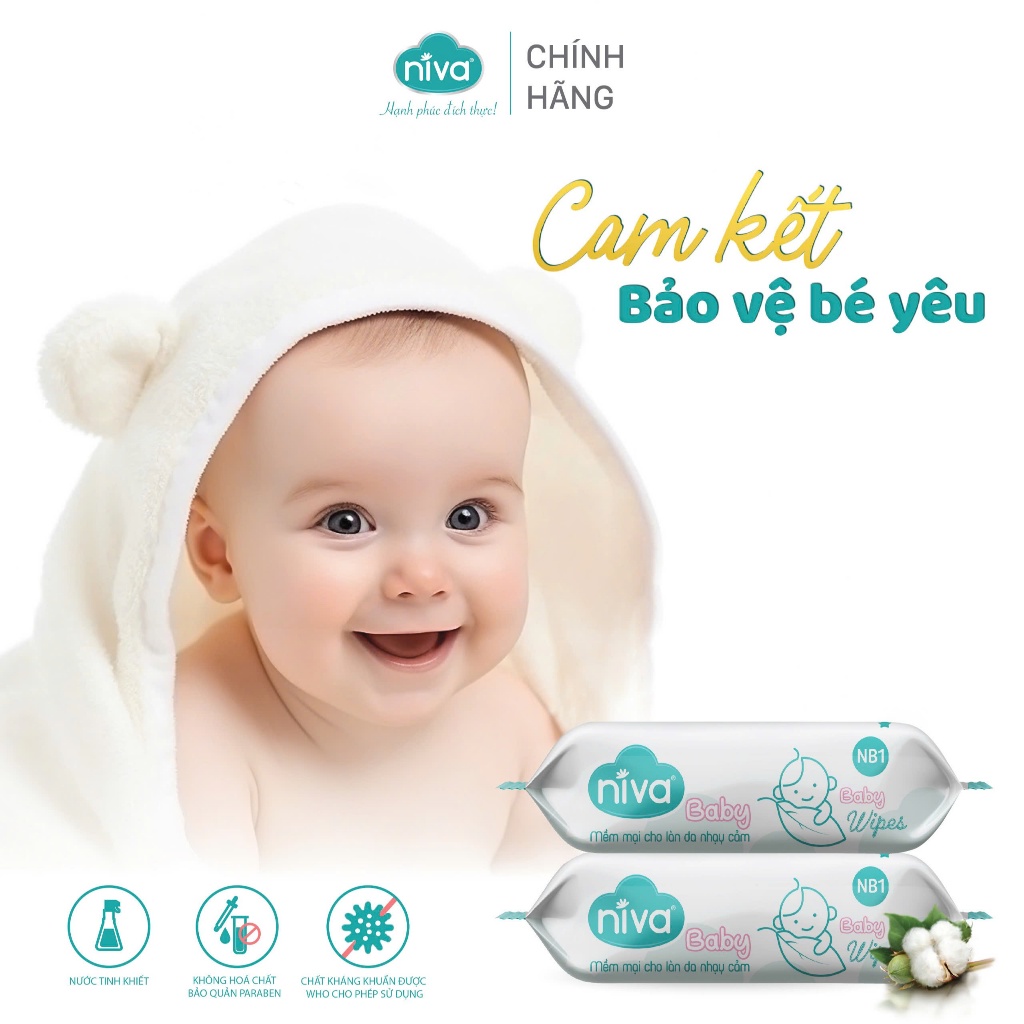 niva®
Hạnh phúc đích thực!
CHÍNH
HÃNG
Cam kết
Bảo vệ bé yêu
niva®
Baby
Mềm mại cho làn da nhạy cảm
NB1
Baby
Wipes
niva®
Baby
Mềm mại cho làn da nhạy cảm
NB1
Baby
NƯỚC TINH KHIẾT
KHÔNG HOÁ CHẤT
BẢO QUẢN PARABEN
CHẤT KHÁNG KHUẨN ĐƯỢC
WHO CHO PHÉP SỬ DỤNG